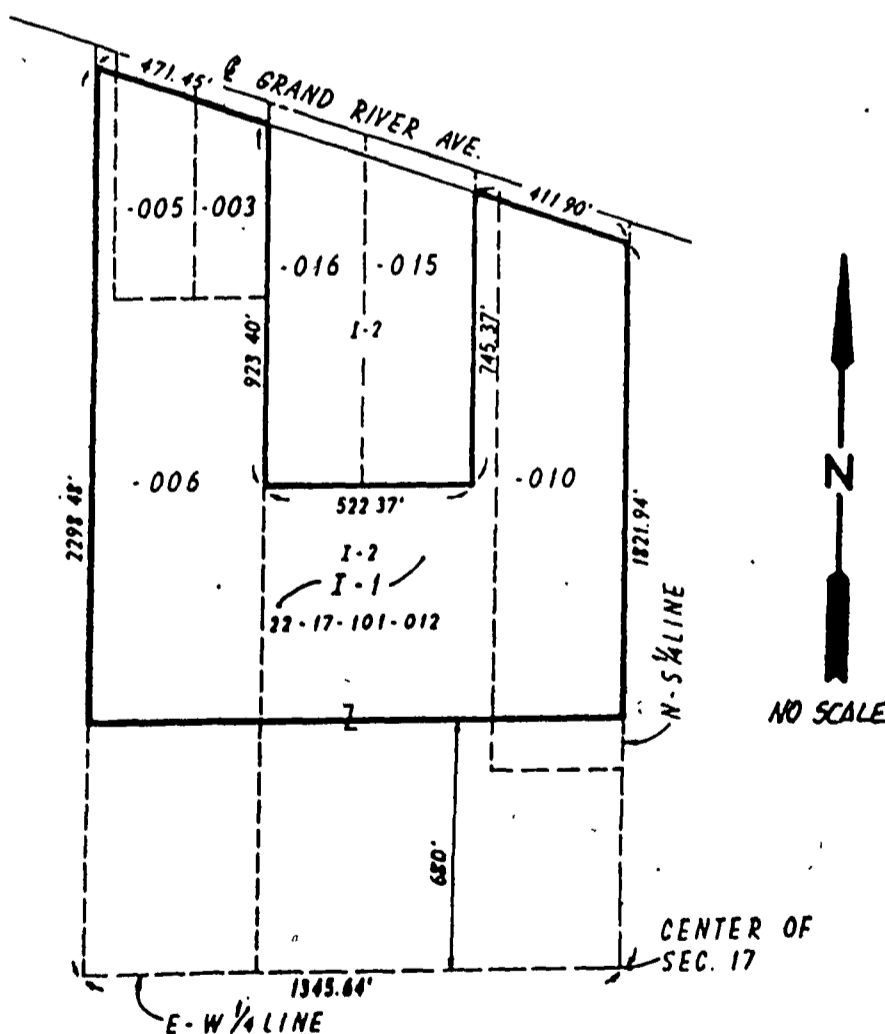 471.45'
℄ GRAND RIVER AVE.
411.90'
-005
-003
-016
-015
I-2
923.40'
745.37'
-006
-010
522.37'
2298.48'
1821.94'
I-2
I-1
22-17-101-012
N-S ¼ LINE
N
NO SCALE
Z
680'
CENTER OF
SEC. 17
1345.64'
E-W ¼ LINE